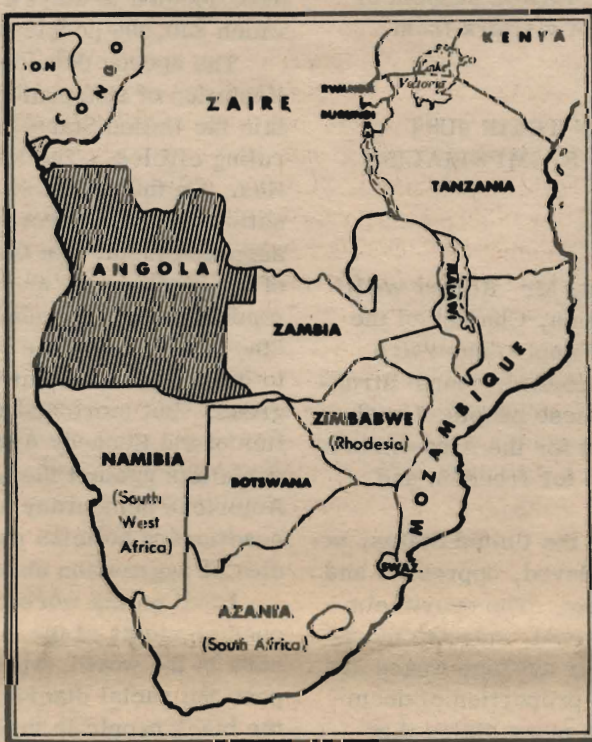 KENYA
ON
CONGO
ZAIRE
RWANDA
BURUNDI
Lake
Victoria
TANZANIA
ANGOLA
MALAWI
ZAMBIA
MOZAMBIQUE
ZIMBABWE
(Rhodesia)
NAMIBIA
(South
West
Africa)
BOTSWANA
SWAZ.
AZANIA
(South Africa)